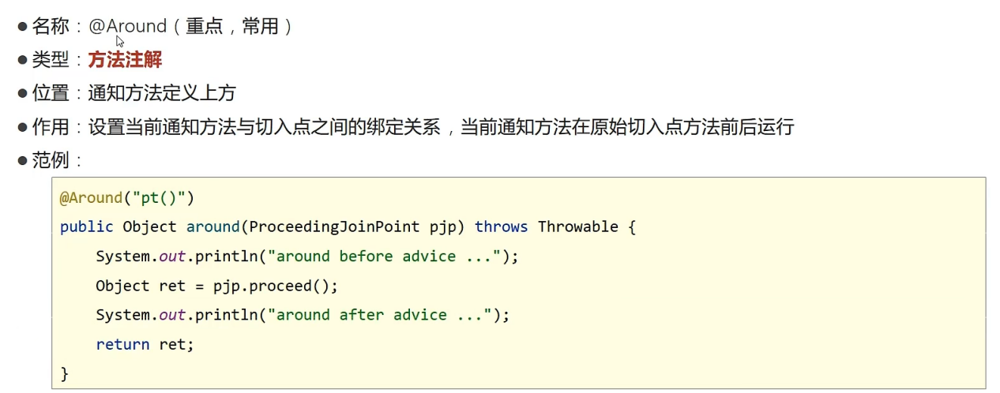 ● 名称：@Around（重点，常用）
● 类型：方法注解
● 位置：通知方法定义上方
● 作用：设置当前通知方法与切入点之间的绑定关系，当前通知方法在原始切入点方法前后运行
● 范例：
@Around("pt()")
public Object around(ProceedingJoinPoint pjp) throws Throwable {
    System.out.println("around before advice ...");
    Object ret = pjp.proceed();
    System.out.println("around after advice ...");
    return ret;
}